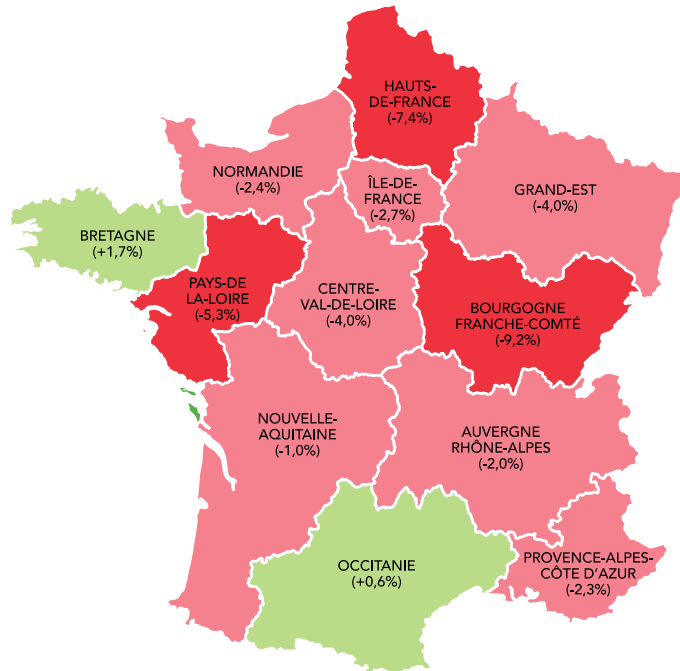 HAUTS-
DE-FRANCE
(-7,4%)
NORMANDIE
(-2,4%)
ÎLE-DE-
FRANCE
(-2,7%)
GRAND-EST
(-4,0%)
BRETAGNE
(+1,7%)
PAYS-DE
LA-LOIRE
(-5,3%)
CENTRE-
VAL-DE-LOIRE
(-4,0%)
BOURGOGNE
FRANCHE-COMTÉ
(-9,2%)
NOUVELLE-
AQUITAINE
(-1,0%)
AUVERGNE
RHÔNE-ALPES
(-2,0%)
OCCITANIE
(+0,6%)
PROVENCE-ALPES-
CÔTE D'AZUR
(-2,3%)